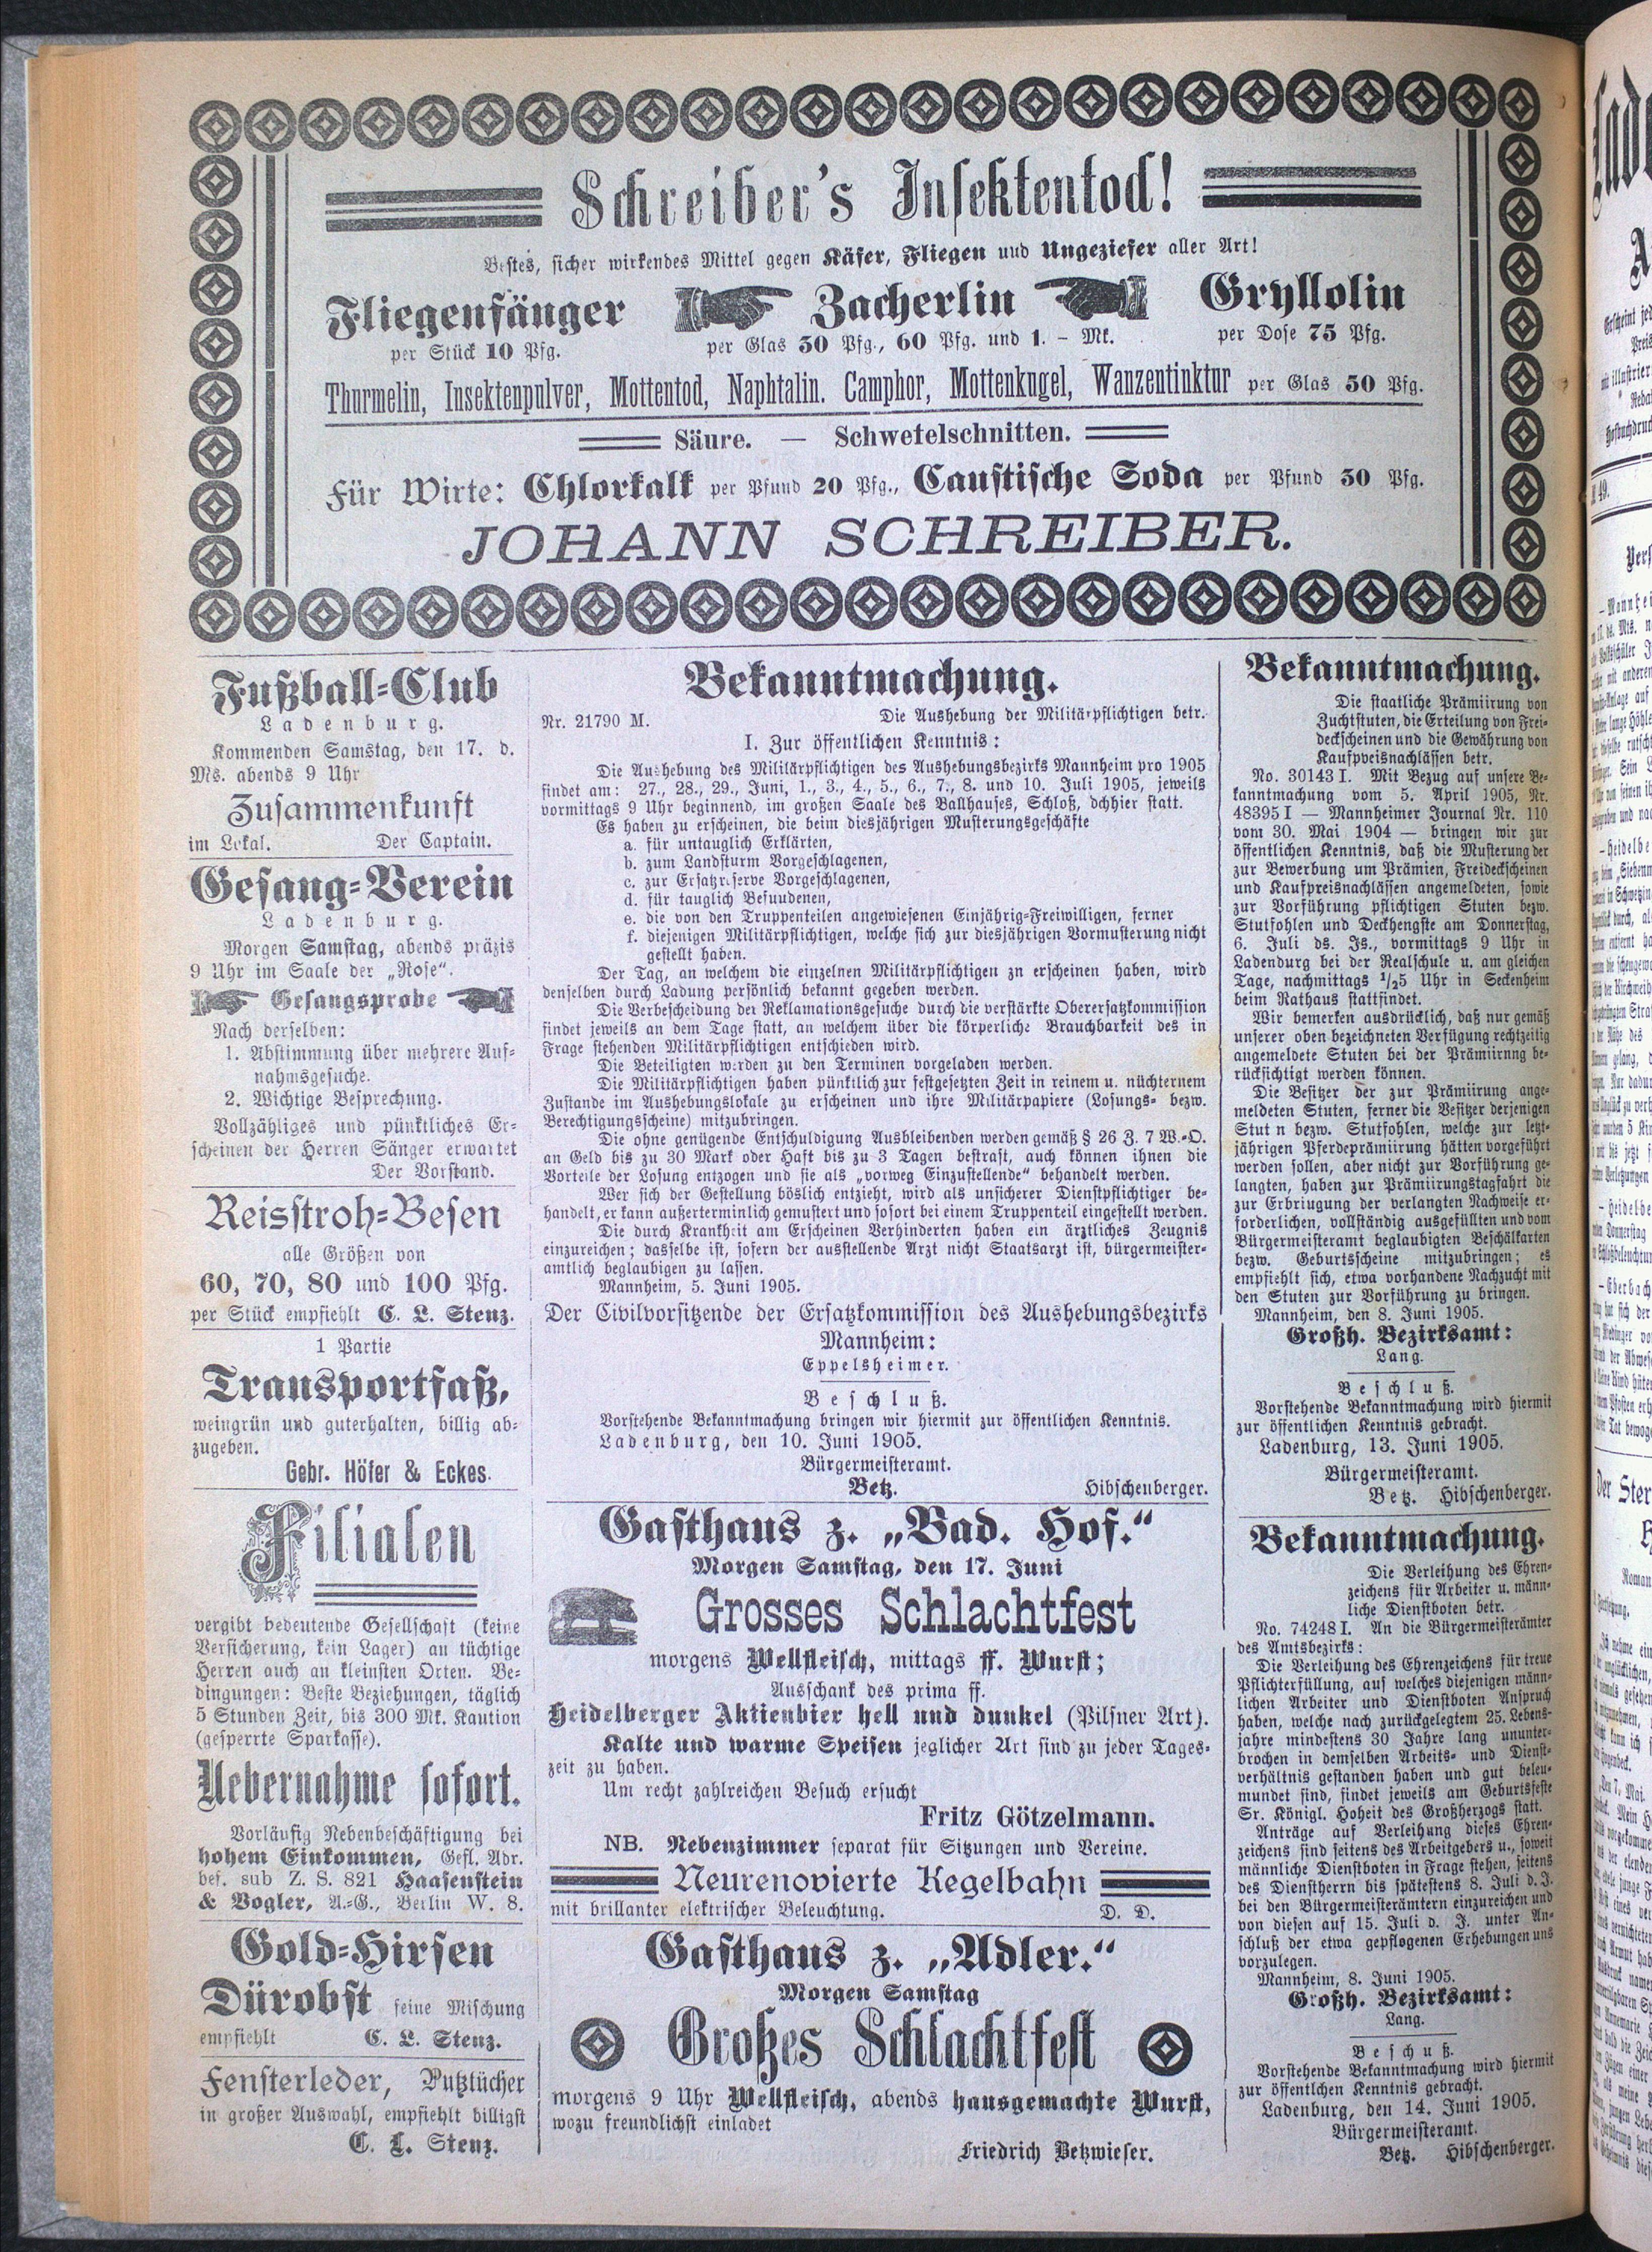 Schreiber's Insektentod!
Bestes, sicher wirkendes Mittel gegen Käfer, Fliegen und Ungeziefer aller Art!
Fliegenfänger Zacherlin Gryllolin
per Stück 10 Pfg. per Glas 30 Pfg., 60 Pfg. und 1. – Mk. per Dose 75 Pfg.
Thurmelin, Insektenpulver, Mottentod, Naphtalin. Camphor, Mottenkugel, Wanzentinktur per Glas 50 Pfg.
Säure. — Schwefelschnitten.
Für Wirte: Chlorkalk per Pfund 20 Pfg., Caustische Soda per Pfund 30 Pfg.
JOHANN SCHREIBER.
Fußball-Club
Ladenburg.
Kommenden Samstag, den 17. d.
Mts. abends 9 Uhr
Zusammenkunft
im Lokal. Der Captain.
Gesang-Verein
Ladenburg.
Morgen Samstag, abends präzis
9 Uhr im Saale der „Rose“.
Gesangsprobe
Nach derselben:
1. Abstimmung über mehrere Auf-
nahmsgesuche.
2. Wichtige Besprechung.
Vollzähliges und pünktliches Er-
scheinen der Herren Sänger erwartet
Der Vorstand.
Reisstroh-Besen
alle Größen von
60, 70, 80 und 100 Pfg.
per Stück empfiehlt C. L. Stenz.
1 Partie
Transportfaß,
weingrün und guterhalten, billig ab-
zugeben.
Gebr. Höfer & Eckes.
Filialen
vergibt bedeutende Gesellschaft (keine
Versicherung, kein Lager) an tüchtige
Herren auch an kleinsten Orten. Be-
dingungen: Beste Beziehungen, täglich
5 Stunden Zeit, bis 300 Mk. Kaution
(gesperrte Sparkasse).
Uebernahme sofort.
Vorläufig Nebenbeschäftigung bei
hohem Einkommen, Gefl. Adr.
bef. sub Z. S. 821 Haasenstein
& Vogler, A.-G., Berlin W. 8.
Gold-Hirsen
Dürobst feine Mischung
empfiehlt C. L. Stenz.
Fensterleder, Putztücher
in großer Auswahl, empfiehlt billigst
C. L. Stenz.
Bekanntmachung.
Nr. 21790 M. Die Aushebung der Militärpflichtigen betr.
I. Zur öffentlichen Kenntnis:
Die Aushebung des Militärpflichtigen des Aushebungsbezirks Mannheim pro 1905
findet am: 27., 28., 29., Juni, 1., 3., 4., 5., 6., 7., 8. und 10. Juli 1905, jeweils
vormittags 9 Uhr beginnend, im großen Saale des Ballhauses, Schloß, dchhier statt.
Es haben zu erscheinen, die beim diesjährigen Musterungsgeschäfte
a. für untauglich Erklärten,
b. zum Landsturm Vorgeschlagenen,
c. zur Ersatzreserve Vorgeschlagenen,
d. für tauglich Befundenen,
e. die von den Truppenteilen angewiesenen Einjährig-Freiwilligen, ferner
f. diejenigen Militärpflichtigen, welche sich zur diesjährigen Vormusterung nicht
gestellt haben.
Der Tag, an welchem die einzelnen Militärpflichtigen zn erscheinen haben, wird
denselben durch Ladung persönlich bekannt gegeben werden.
Die Verbescheidung der Reklamationsgesuche durch die verstärkte Oberersatzkommission
findet jeweils an dem Tage statt, an welchem über die körperliche Brauchbarkeit des in
Frage stehenden Militärpflichtigen entschieden wird.
Die Beteiligten werden zu den Terminen vorgeladen werden.
Die Militärpflichtigen haben pünktlich zur festgesetzten Zeit in reinem u. nüchternem
Zustande im Aushebungslokale zu erscheinen und ihre Militärpapiere (Losungs- bezw.
Berechtigungsscheine) mitzubringen.
Die ohne genügende Entschuldigung Ausbleibenden werden gemäß § 26 Z. 7 W.-O.
an Geld bis zu 30 Mark oder Haft bis zu 3 Tagen bestraft, auch können ihnen die
Vorteile der Losung entzogen und sie als „vorweg Einzustellende“ behandelt werden.
Wer sich der Gestellung böslich entzieht, wird als unsicherer Dienstpflichtiger be-
handelt, er kann außerterminlich gemustert und sofort bei einem Truppenteil eingestellt werden.
Die durch Krankheit am Erscheinen Verhinderten haben ein ärztliches Zeugnis
einzureichen; dasselbe ist, sofern der ausstellende Arzt nicht Staatsarzt ist, bürgermeister-
amtlich beglaubigen zu lassen.
Mannheim, 5. Juni 1905.
Der Civilvorsitzende der Ersatzkommission des Aushebungsbezirks
Mannheim:
Eppelsheimer.
Beschluß.
Vorstehende Bekanntmachung bringen wir hiermit zur öffentlichen Kenntnis.
Ladenburg, den 10. Juni 1905.
Bürgermeisteramt.
Betz. Hibschenberger.
Gasthaus z. „Bad. Hof.“
Morgen Samstag, den 17. Juni
Grosses Schlachtfest
morgens Wellfleisch, mittags ff. Wurst;
Ausschank des prima ff.
Heidelberger Aktienbier hell und dunkel (Pilsner Art).
Kalte und warme Speisen jeglicher Art sind zu jeder Tages-
zeit zu haben.
Um recht zahlreichen Besuch ersucht
Fritz Götzelmann.
NB. Nebenzimmer separat für Sitzungen und Vereine.
Neurenovierte Kegelbahn
mit brillanter elektrischer Beleuchtung. D. D.
Gasthaus z. „Adler.“
Morgen Samstag
Großes Schlachtfest
morgens 9 Uhr Wellfleisch, abends hausgemachte Wurst,
wozu freundlichst einladet
Friedrich Betzwieser.
Bekanntmachung.
Die staatliche Prämiirung von
Zuchtstuten, die Erteilung von Frei-
deckscheinen und die Gewährung von
Kaufpreisnachlässen betr.
No. 30143 I. Mit Bezug auf unsere Be-
kanntmachung vom 5. April 1905, Nr.
48395 I — Mannheimer Journal Nr. 110
vom 30. Mai 1904 — bringen wir zur
öffentlichen Kenntnis, daß die Musterung der
zur Bewerbung um Prämien, Freideckscheinen
und Kaufpreisnachlässen angemeldeten, sowie
zur Vorführung pflichtigen Stuten bezw.
Stutfohlen und Deckhengste am Donnerstag,
6. Juli ds. Js., vormittags 9 Uhr in
Ladenburg bei der Realschule u. am gleichen
Tage, nachmittags 1/25 Uhr in Seckenheim
beim Rathaus stattfindet.
Wir bemerken ausdrücklich, daß nur gemäß
unserer oben bezeichneten Verfügung rechtzeitig
angemeldete Stuten bei der Prämiirnng be-
rücksichtigt werden können.
Die Besitzer der zur Prämiirung ange-
meldeten Stuten, ferner die Besitzer derjenigen
Stut n bezw. Stutfohlen, welche zur letzt-
jährigen Pferdeprämiirung hätten vorgeführt
werden sollen, aber nicht zur Vorführung ge-
langten, haben zur Prämiirungstagfahrt die
zur Erbringung der verlangten Nachweise er-
forderlichen, vollständig ausgefüllten und vom
Bürgermeisteramt beglaubigten Beschälkarten
bezw. Geburtscheine mitzubringen; es
empfiehlt sich, etwa vorhandene Nachzucht mit
den Stuten zur Vorführung zu bringen.
Mannheim, den 8. Juni 1905.
Großh. Bezirksamt:
Lang.
Beschluß.
Vorstehende Bekanntmachung wird hiermit
zur öffentlichen Kenntnis gebracht.
Ladenburg, 13. Juni 1905.
Bürgermeisteramt.
Betz. Hibschenberger.
Bekanntmachung.
Die Verleihung des Ehren-
zeichens für Arbeiter u. männ-
liche Dienstboten betr.
No. 74248 I. An die Bürgermeisterämter
des Amtsbezirks:
Die Verleihung des Ehrenzeichens für treue
Pflichterfüllung, auf welches diejenigen männ-
lichen Arbeiter und Dienstboten Anspruch
haben, welche nach zurückgelegtem 25. Lebens-
jahre mindestens 30 Jahre lang ununter-
brochen in demselben Arbeits- und Dienst-
verhältnis gestanden haben und gut beleu-
mundet sind, findet jeweils am Geburtsfeste
Sr. Königl. Hoheit des Großherzogs statt.
Anträge auf Verleihung dieses Ehren-
zeichens sind seitens des Arbeitgebers u., soweit
männliche Dienstboten in Frage stehen, seitens
des Dienstherrn bis spätestens 8. Juli d. J.
bei den Bürgermeisterämtern einzureichen und
von diesen auf 15. Juli d. J. unter An-
schluß der etwa gepflogenen Erhebungen uns
vorzulegen.
Mannheim, 8. Juni 1905.
Großh. Bezirksamt:
Lang.
Beschuß.
Vorstehende Bekanntmachung wird hiermit
zur öffentlchen Kenntnis gebracht.
Ladenburg, den 14. Juni 1905.
Bürgermeisteramt.
Betz. Hibschenberger.